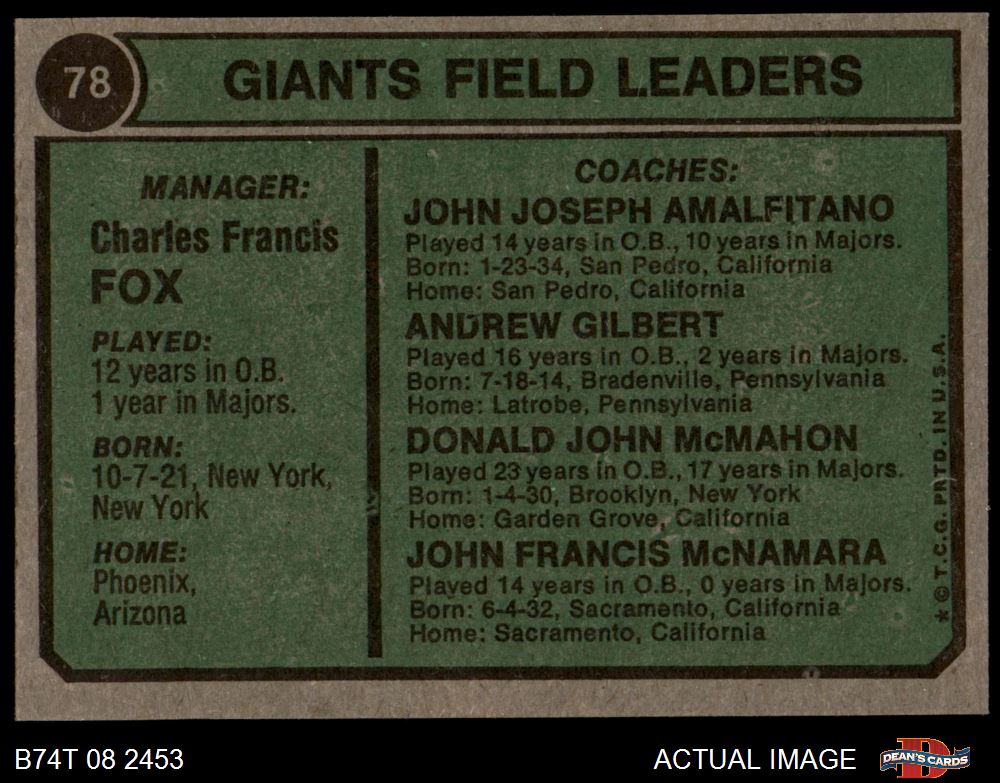 78
GIANTS FIELD LEADERS
MANAGER:
Charles Francis
FOX
PLAYED:
12 years in O.B.
1 year in Majors.
BORN:
10-7-21, New York,
New York
HOME:
Phoenix,
Arizona
COACHES:
JOHN JOSEPH AMALFITANO
Played 14 years in O.B., 10 years in Majors.
Born: 1-23-34, San Pedro, California
Home: San Pedro, California
ANDREW GILBERT
Played 16 years in O.B., 2 years in Majors.
Born: 7-18-14, Bradenville, Pennsylvania
Home: Latrobe, Pennsylvania
DONALD JOHN McMAHON
Played 23 years in O.B., 17 years in Majors.
Born: 1-4-30, Brooklyn, New York
Home: Garden Grove, California
JOHN FRANCIS McNAMARA
Played 14 years in O.B., 0 years in Majors.
Born: 6-4-32, Sacramento, California
Home: Sacramento, California
* © T.C.G. PRTD. IN U.S.A.
B74T 08 2453
ACTUAL IMAGE
D
DEAN'S CARDS